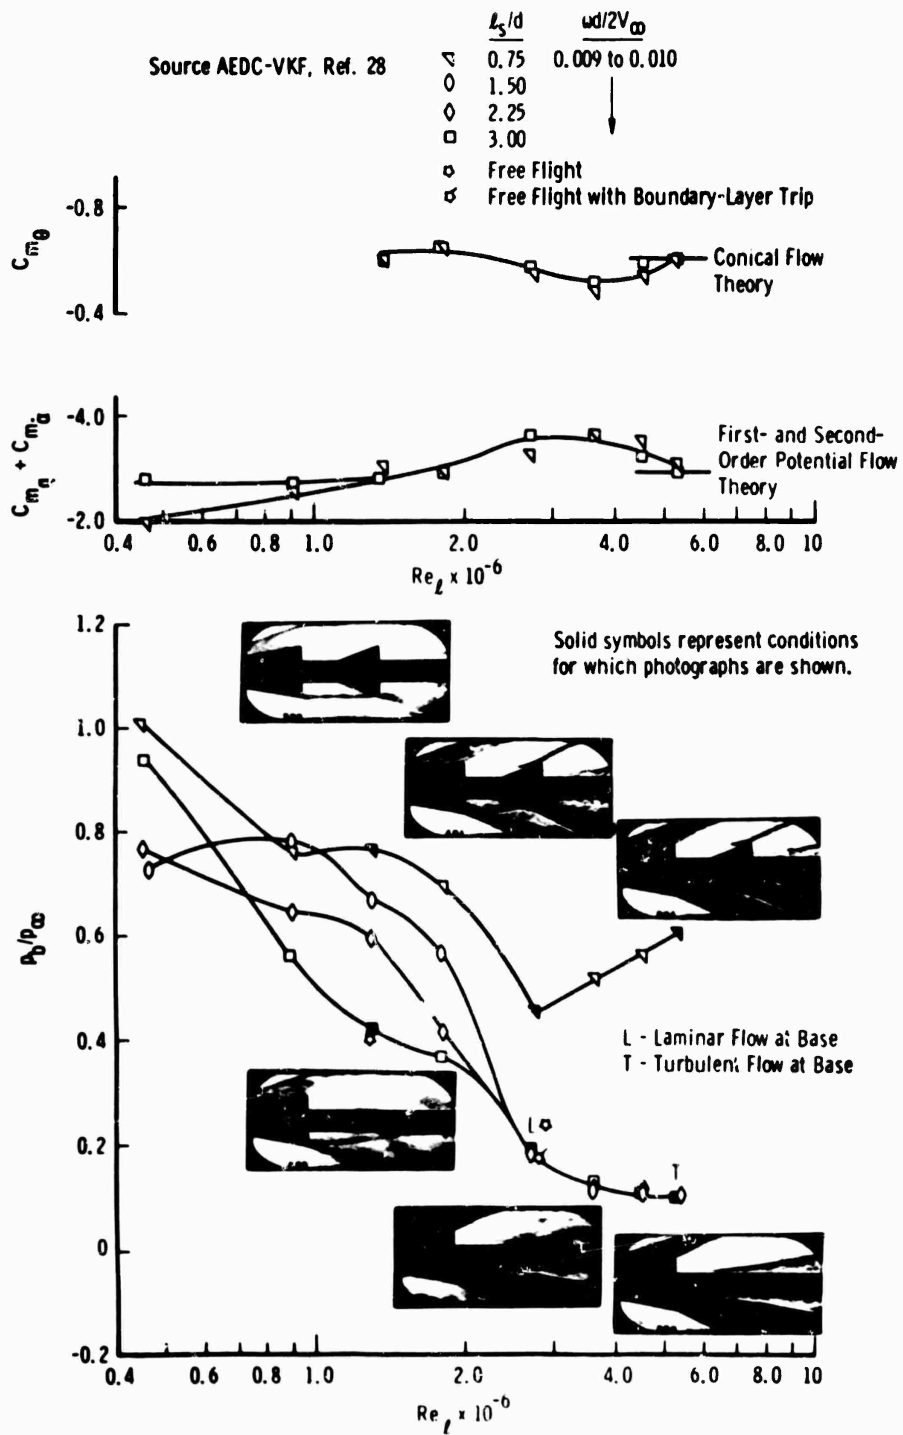 ℓs/d ωd/2V∞
Source AEDC-VKF, Ref. 28
0.75 0.009 to 0.010
1.50
2.25
3.00
Free Flight
Free Flight with Boundary-Layer Trip
-0.8
-0.4
Cmθ
Conical Flow
Theory
-4.0
-2.0
Cm + Cmα̇
First- and Second-
Order Potential Flow
Theory
0.4 0.6 0.8 1.0 2.0 4.0 6.0 8.0 10
Reℓ x 10⁻⁶
1.2
1.0
0.8
0.6
0.4
0.2
0
-0.2
pb/p∞
Solid symbols represent conditions
for which photographs are shown.
L - Laminar Flow at Base
T - Turbulent Flow at Base
L
T
0.4 0.6 0.8 1.0 2.0 4.0 6.0 8.0 10
Reℓ x 10⁻⁶